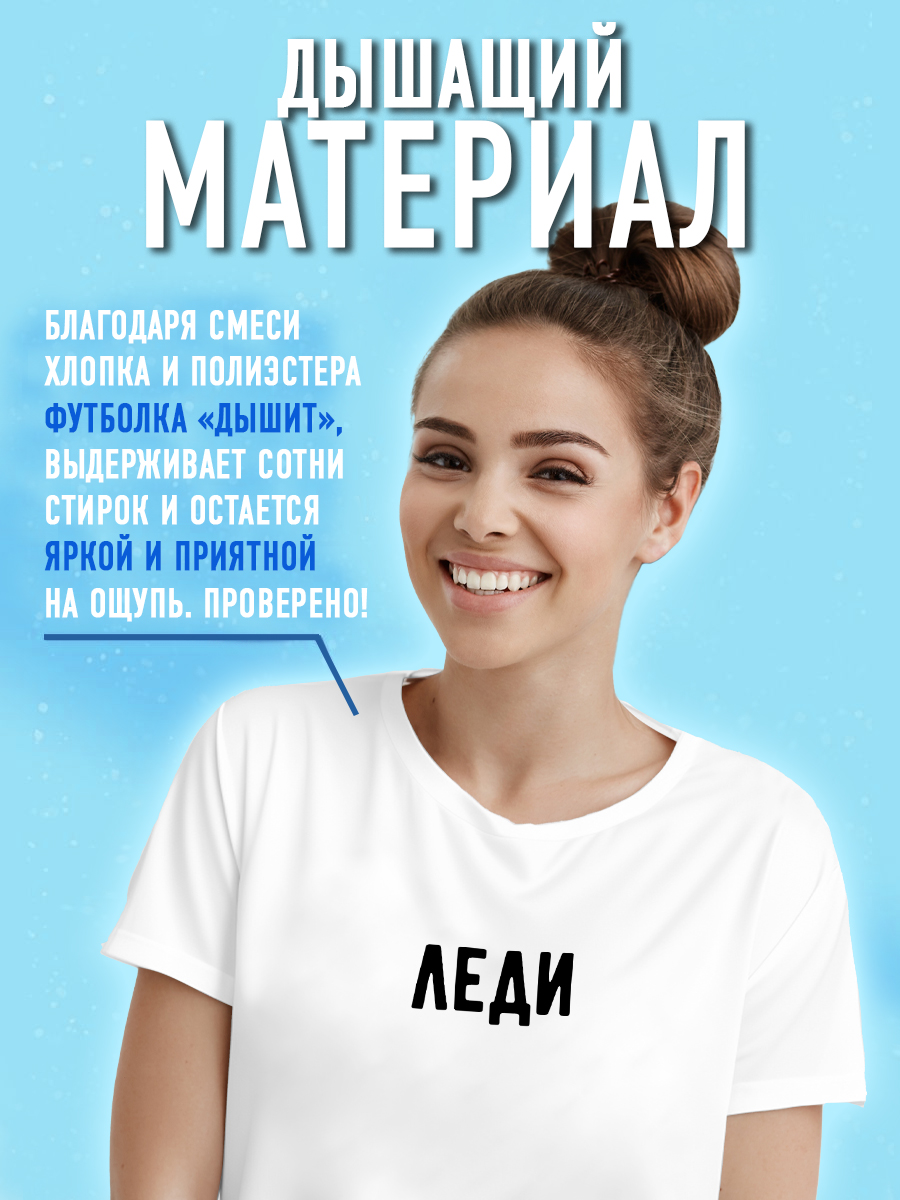 ДЫШАЩИЙ
МАТЕРИАЛ
БЛАГОДАРЯ СМЕСИ
ХЛОПКА И ПОЛИЭСТЕРА
ФУТБОЛКА «ДЫШИТ»,
ВЫДЕРЖИВАЕТ СОТНИ
СТИРОК И ОСТАЕТСЯ
ЯРКОЙ И ПРИЯТНОЙ
НА ОЩУПЬ. ПРОВЕРЕНО!
ЛЕДИ